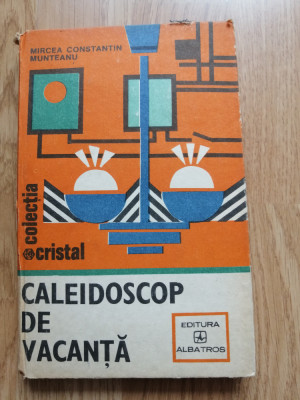 MIRCEA CONSTANTIN
MUNTEANU
colecția
cristal
CALEIDOSCOP
DE
VACANȚĂ
EDITURA
ALBATROS